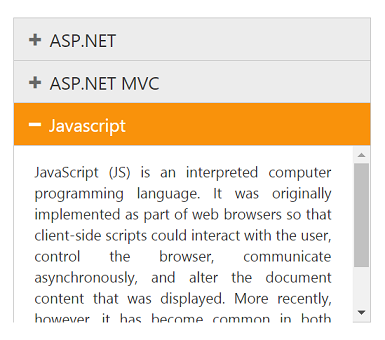 ASP.NET
ASP.NET MVC
Javascript
JavaScript (JS) is an interpreted computer
programming language. It was originally
implemented as part of web browsers so that
client-side scripts could interact with the user,
control the browser, communicate
asynchronously, and alter the document
content that was displayed. More recently,
however, it has become common in both